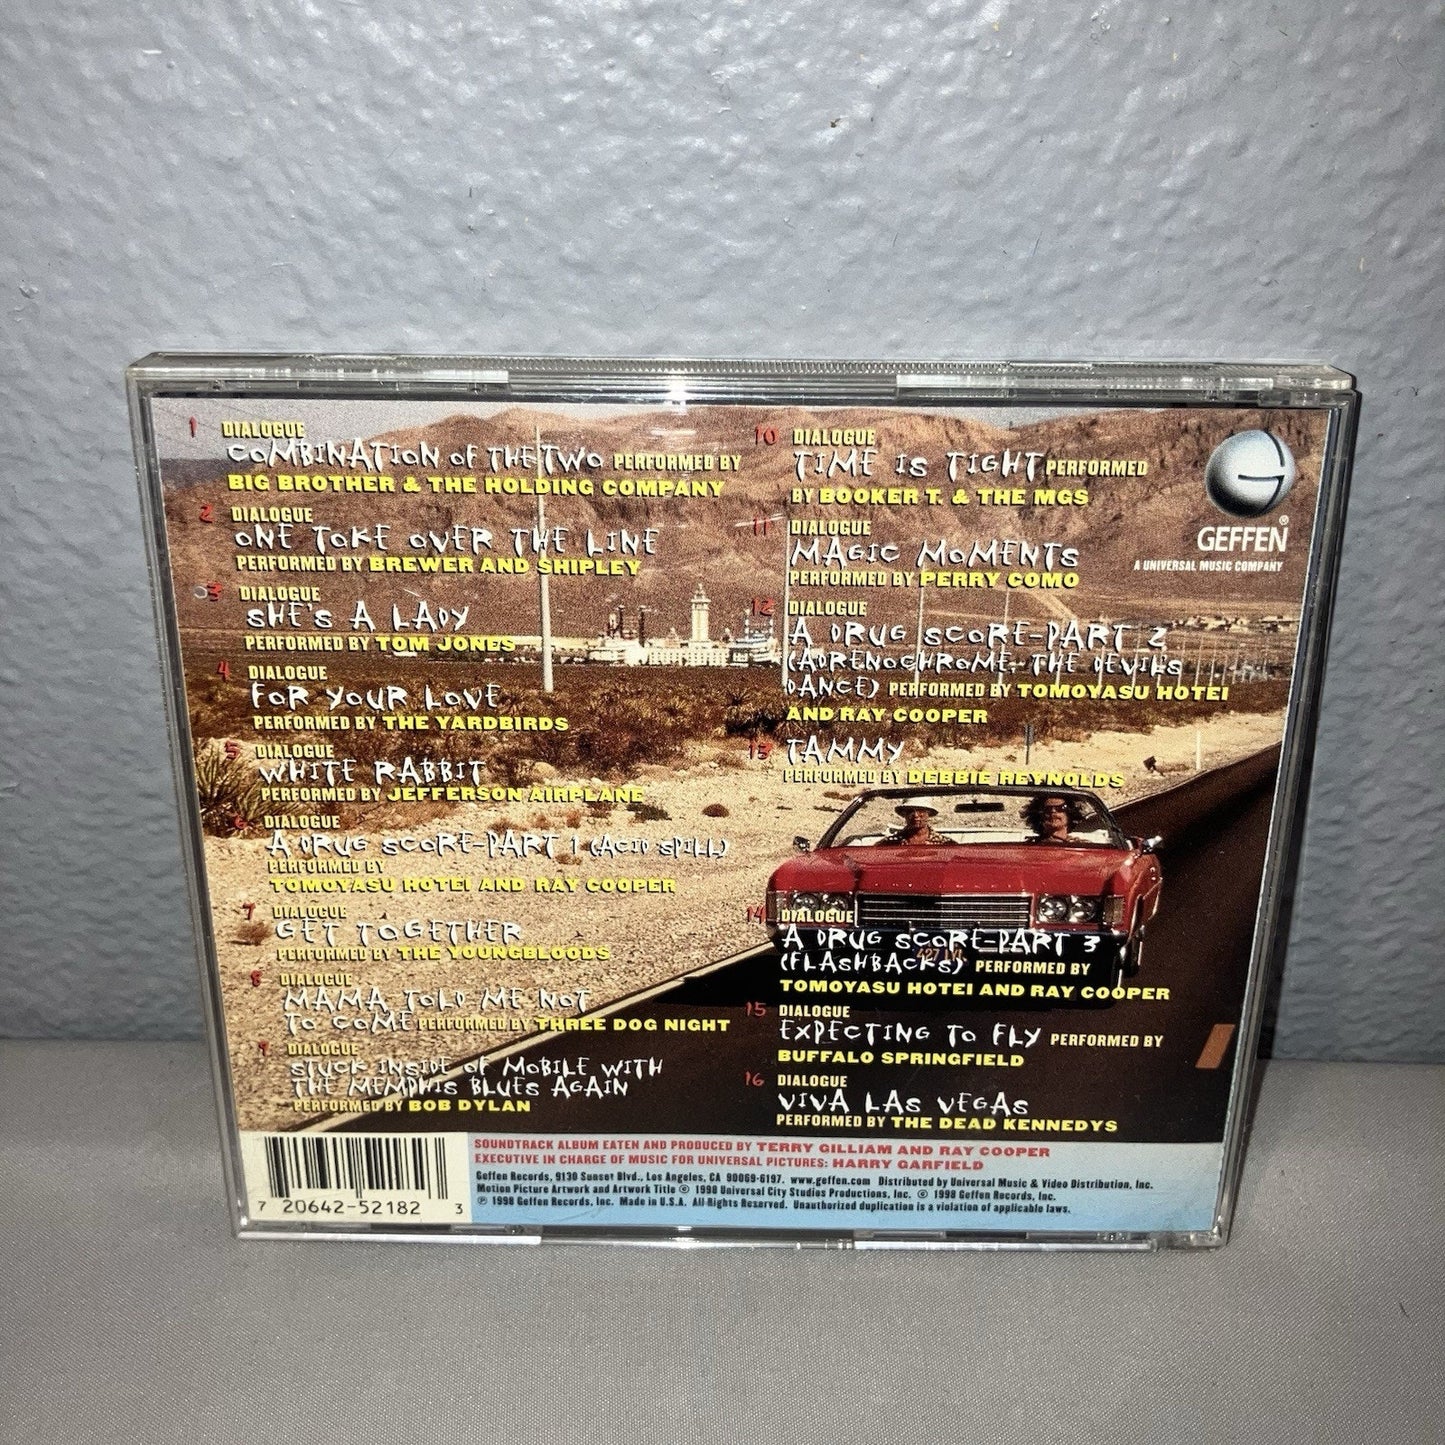 1 DIALOGUE
COMBINATION OF THE TWO PERFORMED BY
BIG BROTHER & THE HOLDING COMPANY
2 DIALOGUE
ONE TOKE OVER THE LINE
PERFORMED BY BREWER AND SHIPLEY
3 DIALOGUE
SHE'S A LADY
PERFORMED BY TOM JONES
4 DIALOGUE
FOR YOUR LOVE
PERFORMED BY THE YARDBIRDS
5 DIALOGUE
WHITE RABBIT
PERFORMED BY JEFFERSON AIRPLANE
6 DIALOGUE
A DRUG SCORE-PART 1 (ACID SPILL)
PERFORMED BY
TOMOYASU HOTEI AND RAY COOPER
7 DIALOGUE
GET TOGETHER
PERFORMED BY THE YOUNGBLOODS
8 DIALOGUE
MAMA TOLD ME NOT
TO COME PERFORMED BY THREE DOG NIGHT
9 DIALOGUE
STUCK INSIDE OF MOBILE WITH
THE MEMPHIS BLUES AGAIN
PERFORMED BY BOB DYLAN
10 DIALOGUE
TIME IS TIGHT PERFORMED
BY BOOKER T. & THE MGS
11 DIALOGUE
MAGIC MOMENTS
PERFORMED BY PERRY COMO
12 DIALOGUE
A DRUG SCORE-PART 2
(ADRENOCHROME, THE DEVILS
DANCE) PERFORMED BY TOMOYASU HOTEI
AND RAY COOPER
13 TAMMY
PERFORMED BY DEBBIE REYNOLDS
14 DIALOGUE
A DRUG SCORE-PART 3
(FLASHBACKS) PERFORMED BY
TOMOYASU HOTEI AND RAY COOPER
15 DIALOGUE
EXPECTING TO FLY PERFORMED BY
BUFFALO SPRINGFIELD
16 DIALOGUE
VIVA LAS VEGAS
PERFORMED BY THE DEAD KENNEDYS
GEFFEN®
A UNIVERSAL MUSIC COMPANY
SOUNDTRACK ALBUM EATEN AND PRODUCED BY TERRY GILLIAM AND RAY COOPER
EXECUTIVE IN CHARGE OF MUSIC FOR UNIVERSAL PICTURES: HARRY GARFIELD
Geffen Records, 9130 Sunset Blvd., Los Angeles, CA 90069-6197. www.geffen.com Distributed by Universal Music & Video Distribution, Inc.
Motion Picture Artwork and Artwork Title © 1998 Universal City Studios Productions, Inc. © 1998 Geffen Records, Inc.
℗ 1998 Geffen Records, Inc. Made in U.S.A. All Rights Reserved. Unauthorized duplication is a violation of applicable laws.
7 20642-52182 3